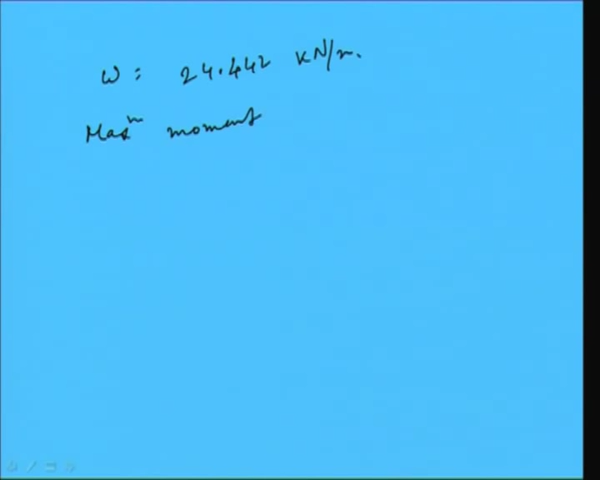 w = 24.442 kN/m.
Maxᵐ moment